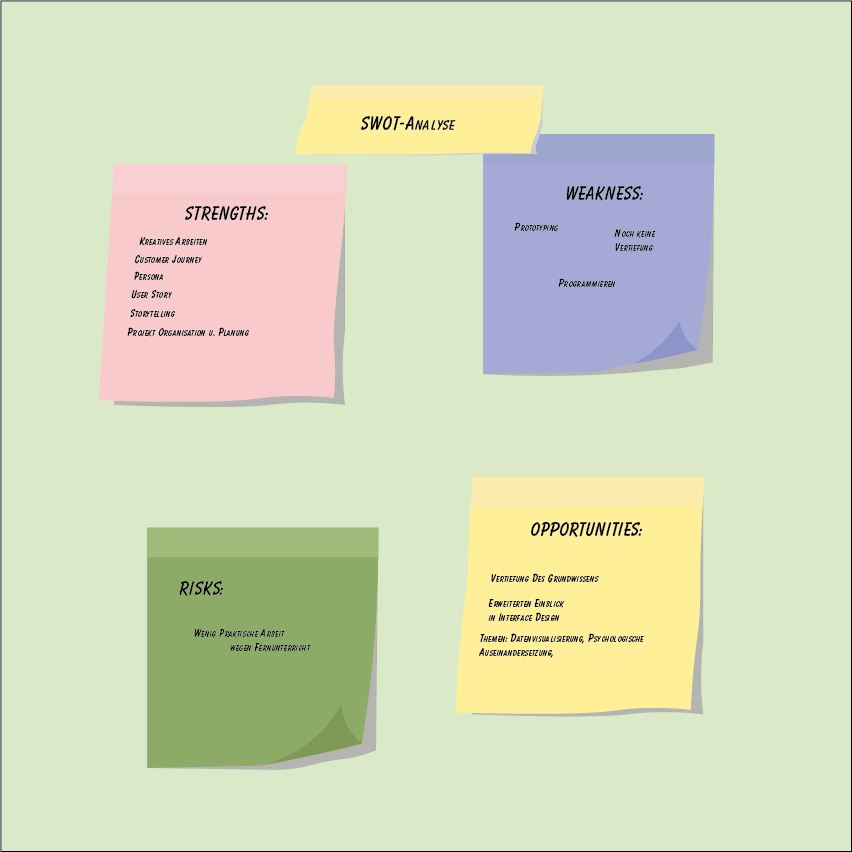 SWOT-Analyse
STRENGTHS:
Kreatives Arbeiten
Customer Journey
Persona
User Story
Storytelling
Projekt Organisation u. Planung
WEAKNESS:
Prototyping
Noch keine
Vertiefung
Programmieren
RISKS:
Wenig Praktische Arbeit
wegen Fernunterricht
OPPORTUNITIES:
Vertiefung Des Grundwissens
Erweiterten Einblick
in Interface Design
Themen: Datenvisualisierung, Psychologische
Auseinandersetzung,